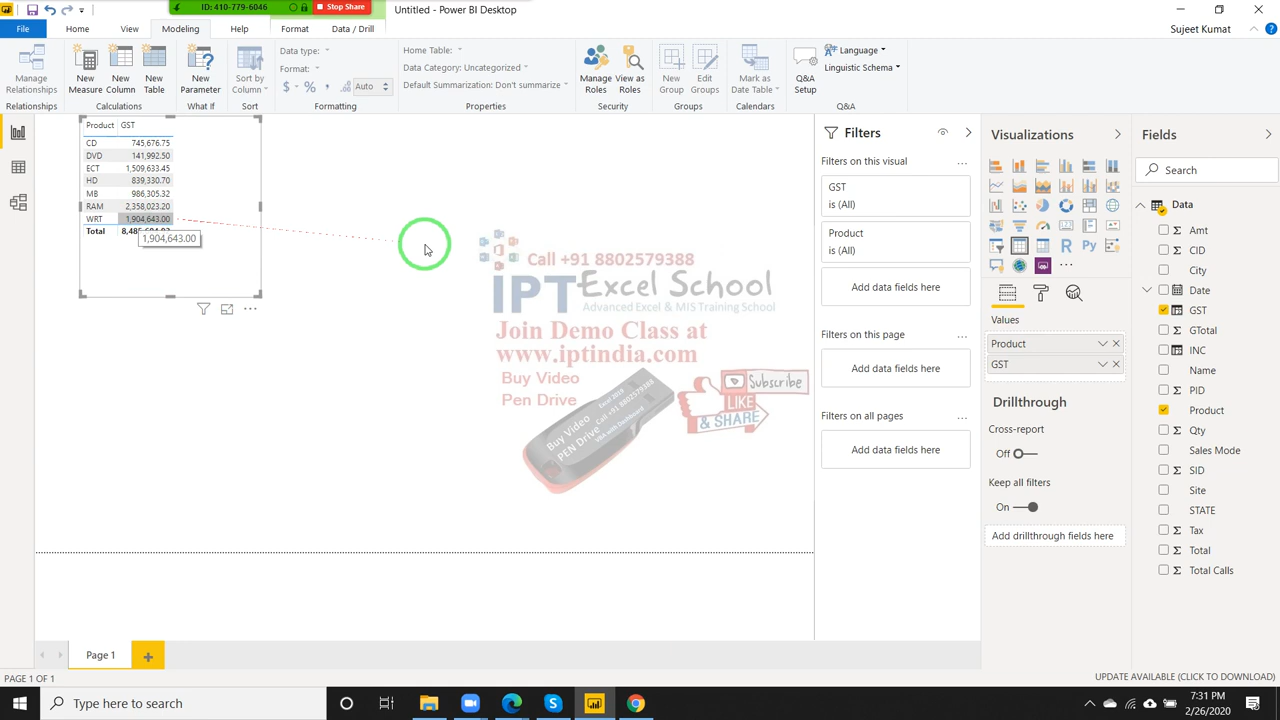 ID: 410-779-6046
Stop Share
Untitled - Power BI Desktop
File
Home
View
Modeling
Help
Format
Data / Drill
Sujeet Kumat
Manage Relationships
New Measure
New Column
New Table
New Parameter
Sort by Column
Data type:
Format:
$ % , Auto
Home Table:
Data Category: Uncategorized
Default Summarization: Don't summarize
Manage Roles
View as Roles
New Group
Edit Groups
Mark as Date Table
Q&A Setup
Language
Linguistic Schema
Relationships
Calculations
What If
Sort
Formatting
Properties
Security
Groups
Calendars
Q&A
Product GST
CD 745,676.75
DVD 141,992.50
ECT 1,509,633.45
HD 839,330.70
MB 986,305.32
RAM 2,358,023.20
WRT 1,904,643.00
Total
1,904,643.00
Call +91 8802579388
IPT Excel School
Advanced Excel & MIS Training School
Join Demo Class at
www.iptindia.com
Buy Video
Pen Drive
Buy Video
PEN Drive
Call +91 8802579388
Subscribe
LIKE
& SHARE
Filters
Filters on this visual
GST
is (All)
Product
is (All)
Add data fields here
Filters on this page
Add data fields here
Filters on all pages
Add data fields here
Visualizations
R
Py
Values
Product
GST
Drillthrough
Cross-report
Off
Keep all filters
On
Add drillthrough fields here
Fields
Search
Data
Amt
CID
City
Date
GST
GTotal
INC
Name
PID
Product
Qty
Sales Mode
SID
Site
STATE
Tax
Total
Total Calls
Page 1
PAGE 1 OF 1
UPDATE AVAILABLE (CLICK TO DOWNLOAD)
Type here to search
7:31 PM
2/26/2020